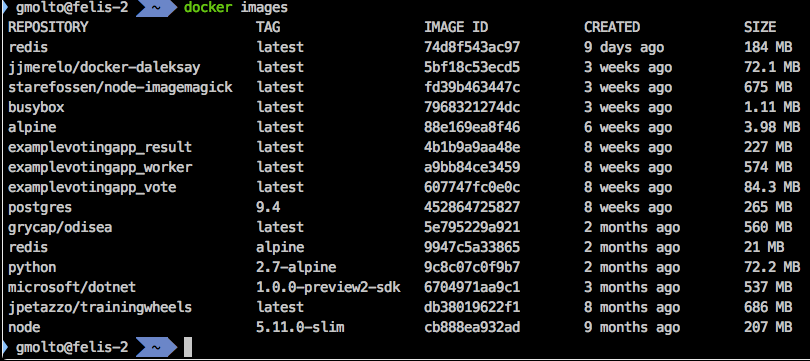 gmolto@felis-2 ~ docker images
REPOSITORY TAG IMAGE ID CREATED SIZE
redis latest 74d8f543ac97 9 days ago 184 MB
jjmerelo/docker-daleksay latest 5bf18c53ecd5 3 weeks ago 72.1 MB
starefossen/node-imagemagick latest fd39b463447c 3 weeks ago 675 MB
busybox latest 7968321274dc 3 weeks ago 1.11 MB
alpine latest 88e169ea8f46 6 weeks ago 3.98 MB
examplevotingapp_result latest 4b1b9a9aa48e 8 weeks ago 227 MB
examplevotingapp_worker latest a9bb84ce3459 8 weeks ago 574 MB
examplevotingapp_vote latest 607747fc0e0c 8 weeks ago 84.3 MB
postgres 9.4 452864725827 8 weeks ago 265 MB
grycap/odisea latest 5e795229a921 2 months ago 560 MB
redis alpine 9947c5a33865 2 months ago 21 MB
python 2.7-alpine 9c8c07c0f9b7 2 months ago 72.2 MB
microsoft/dotnet 1.0.0-preview2-sdk 6704971aa9c1 3 months ago 537 MB
jpetazzo/trainingwheels latest db38019622f1 8 months ago 686 MB
node 5.11.0-slim cb888ea932ad 9 months ago 207 MB
gmolto@felis-2 ~